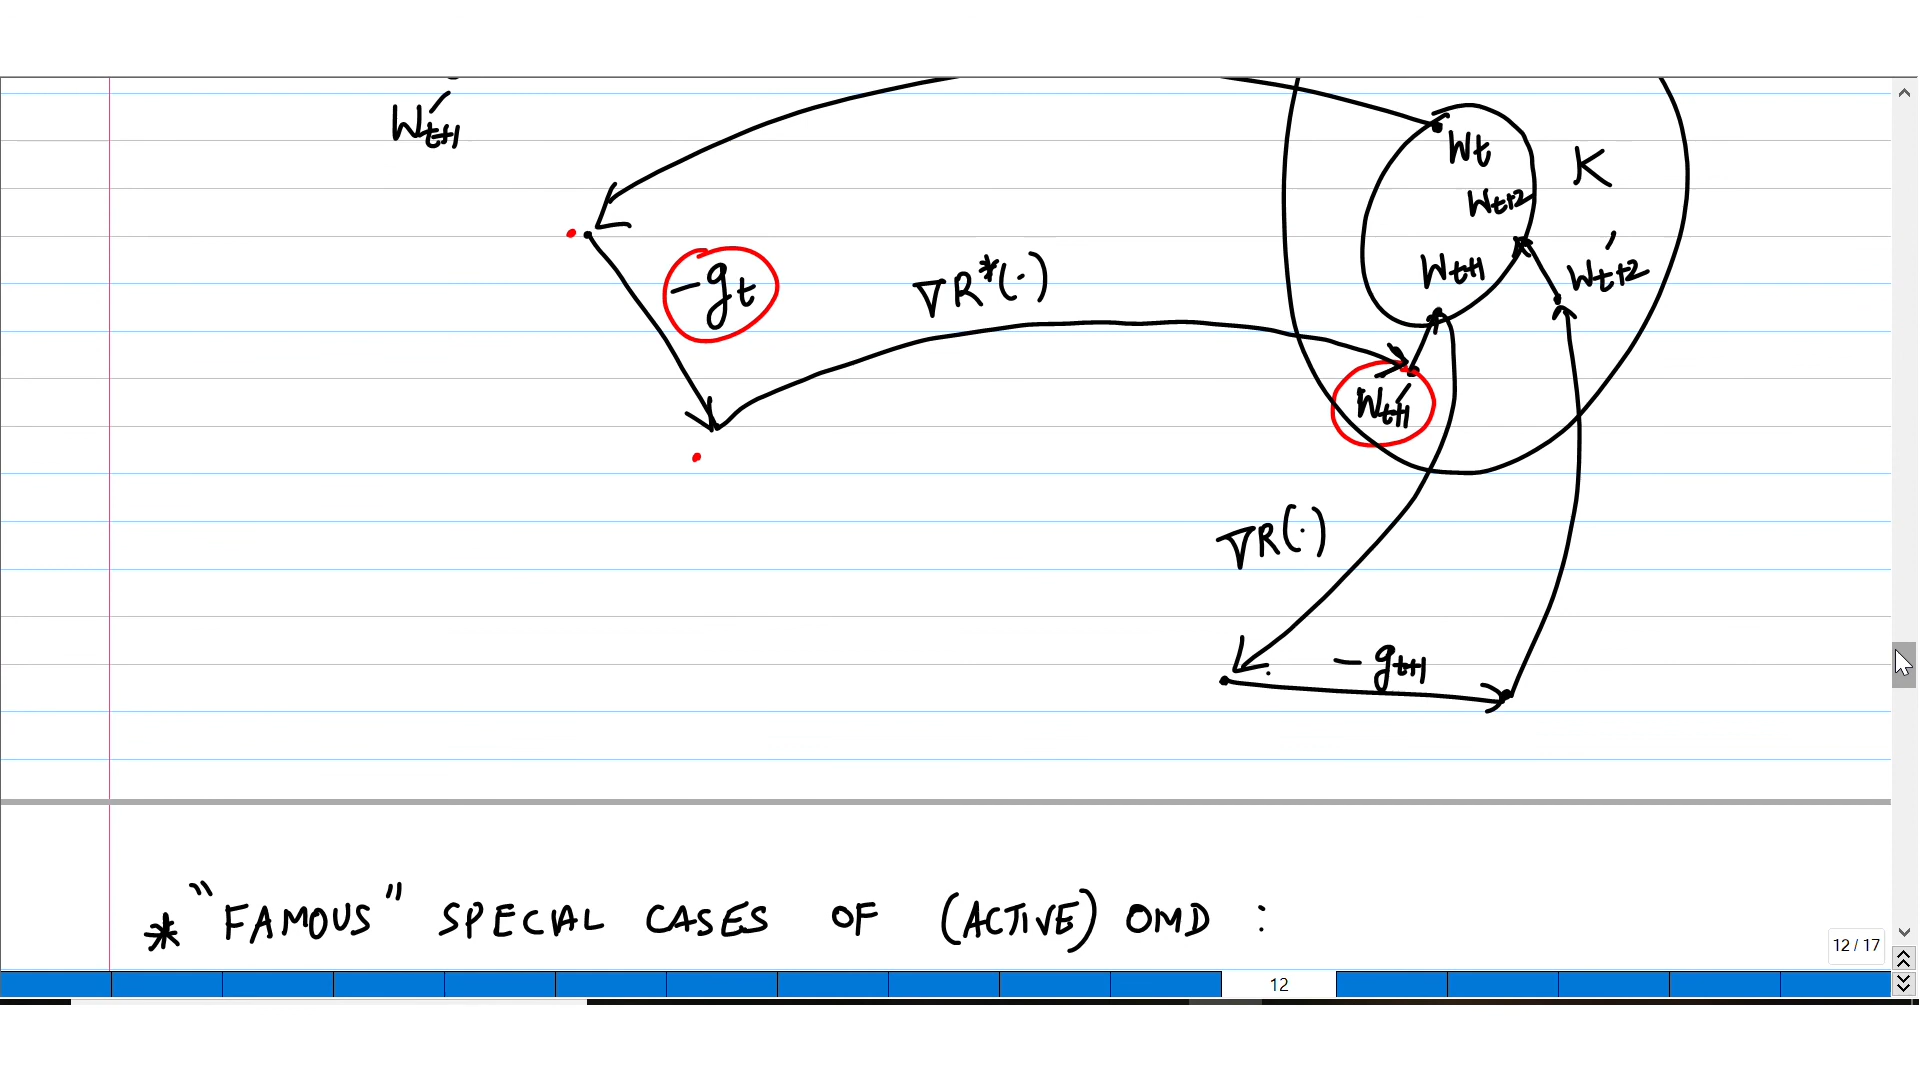 W't+1
Wt
K
Wt+2
-gt
∇R*(·)
Wt+1
W't+2
W't+1
∇R(·)
-gt+1
* "FAMOUS" SPECIAL CASES OF (ACTIVE) OMD :
12 / 17
12